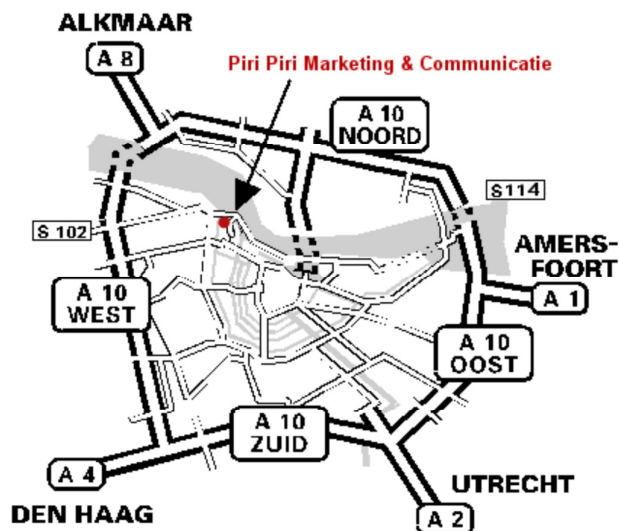 ALKMAAR
A 8
Piri Piri Marketing & Communicatie
A 10
NOORD
S114
S 102
AMERS-
FOORT
A 1
A 10
WEST
A 10
OOST
A 10
ZUID
A 4
UTRECHT
DEN HAAG
A 2